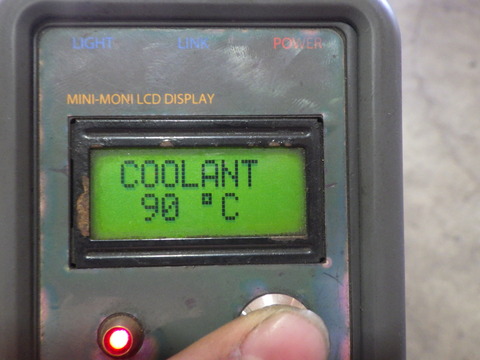 LIGHT LINK POWER
MINI-MONI LCD DISPLAY
COOLANT
90 °C